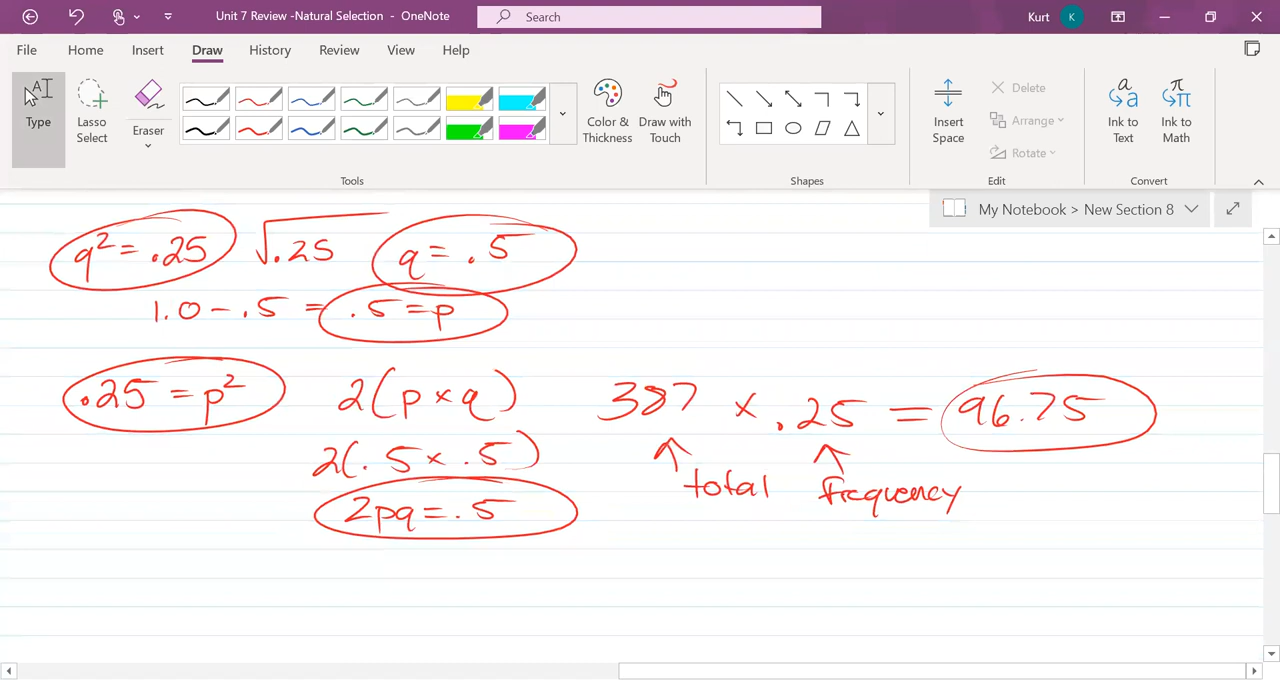 Unit 7 Review -Natural Selection - OneNote
Search
Kurt
K
File Home Insert Draw History Review View Help
Type
Lasso Select
Eraser
Color & Thickness
Draw with Touch
Insert Space
Delete
Arrange
Rotate
Ink to Text
Ink to Math
Tools
Shapes
Edit
Convert
My Notebook > New Section 8
q² = .25 √.25 q = .5
1.0 - .5 = .5 = p
.25 = p² 2(p × q) 387 × .25 = 96.75
2(.5 × .5) total frequency
2pq = .5